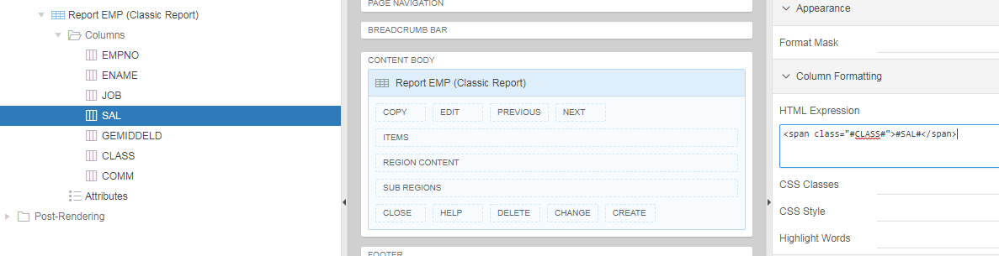 Report EMP (Classic Report)
Columns
EMPNO
ENAME
JOB
SAL
GEMIDDELD
CLASS
COMM
Attributes
Post-Rendering
PAGE NAVIGATION
BREADCRUMB BAR
CONTENT BODY
Report EMP (Classic Report)
COPY EDIT PREVIOUS NEXT
ITEMS
REGION CONTENT
SUB REGIONS
CLOSE HELP DELETE CHANGE CREATE
FOOTER
Appearance
Format Mask
Column Formatting
HTML Expression
<span class="#CLASS#">#SAL#</span>
CSS Classes
CSS Style
Highlight Words